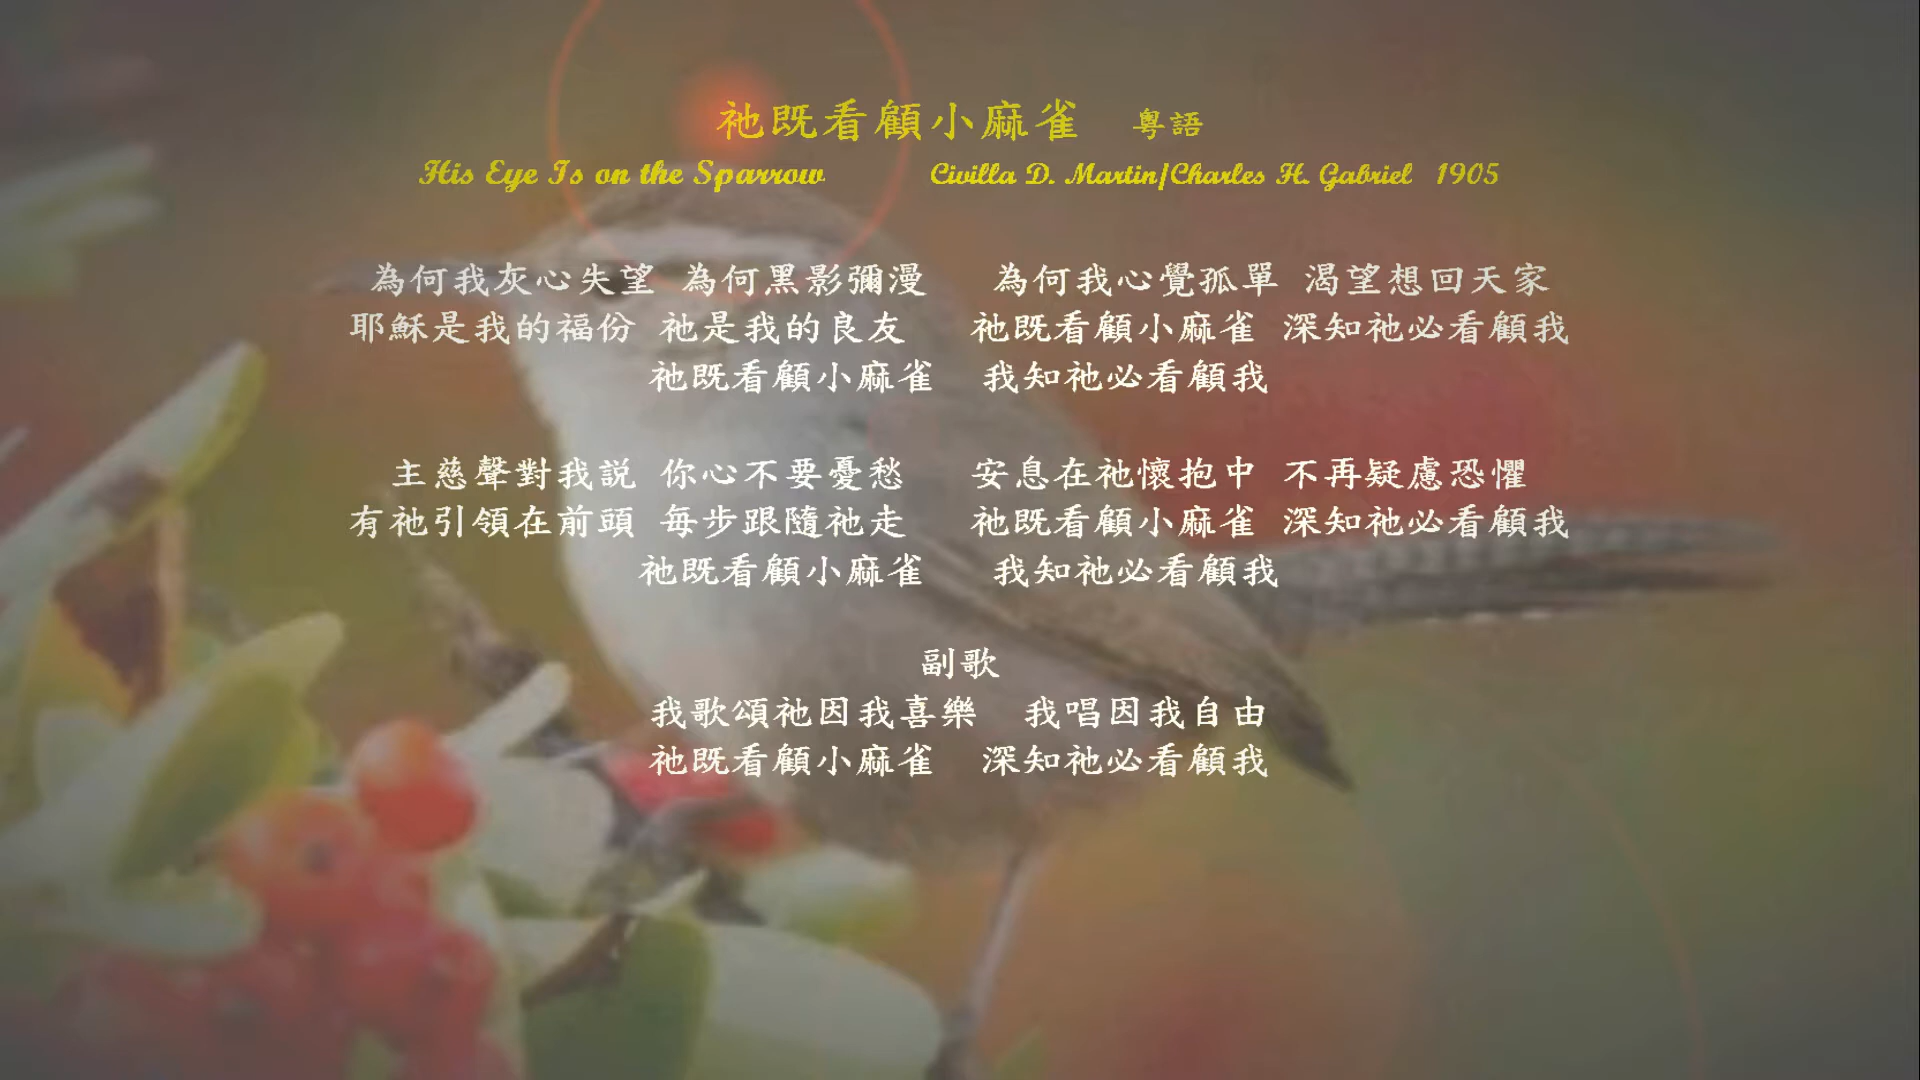 祂既看顧小麻雀 粵語
His Eye Is on the Sparrow Civilla D. Martin/Charles H. Gabriel 1905
為何我灰心失望 為何黑影彌漫 為何我心覺孤單 渴望想回天家
耶穌是我的福份 祂是我的良友 祂既看顧小麻雀 深知祂必看顧我
祂既看顧小麻雀 我知祂必看顧我
主慈聲對我説 你心不要憂愁 安息在祂懷抱中 不再疑慮恐懼
有祂引領在前頭 每步跟隨祂走 祂既看顧小麻雀 深知祂必看顧我
祂既看顧小麻雀 我知祂必看顧我
副歌
我歌頌祂因我喜樂 我唱因我自由
祂既看顧小麻雀 深知祂必看顧我